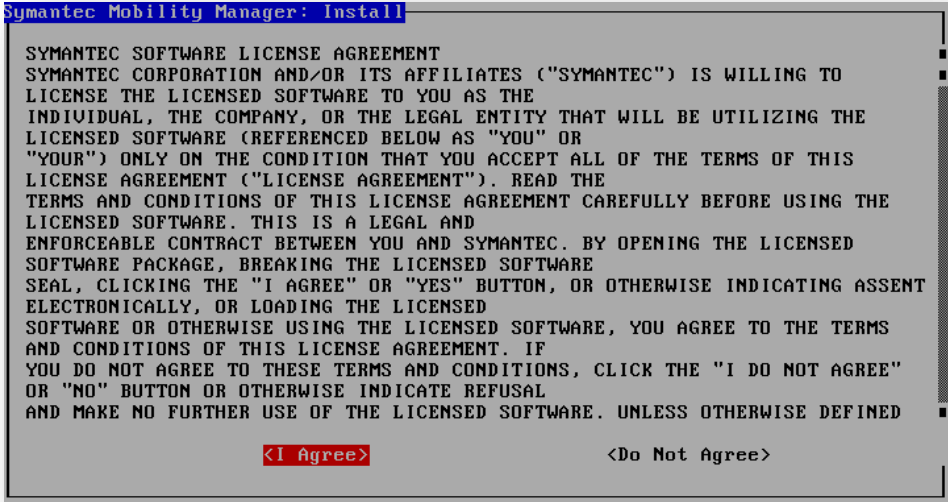 Symantec Mobility Manager: Install
SYMANTEC SOFTWARE LICENSE AGREEMENT
SYMANTEC CORPORATION AND/OR ITS AFFILIATES ("SYMANTEC") IS WILLING TO
LICENSE THE LICENSED SOFTWARE TO YOU AS THE
INDIVIDUAL, THE COMPANY, OR THE LEGAL ENTITY THAT WILL BE UTILIZING THE
LICENSED SOFTWARE (REFERENCED BELOW AS "YOU" OR
"YOUR") ONLY ON THE CONDITION THAT YOU ACCEPT ALL OF THE TERMS OF THIS
LICENSE AGREEMENT ("LICENSE AGREEMENT"). READ THE
TERMS AND CONDITIONS OF THIS LICENSE AGREEMENT CAREFULLY BEFORE USING THE
LICENSED SOFTWARE. THIS IS A LEGAL AND
ENFORCEABLE CONTRACT BETWEEN YOU AND SYMANTEC. BY OPENING THE LICENSED
SOFTWARE PACKAGE, BREAKING THE LICENSED SOFTWARE
SEAL, CLICKING THE "I AGREE" OR "YES" BUTTON, OR OTHERWISE INDICATING ASSENT
ELECTRONICALLY, OR LOADING THE LICENSED
SOFTWARE OR OTHERWISE USING THE LICENSED SOFTWARE, YOU AGREE TO THE TERMS
AND CONDITIONS OF THIS LICENSE AGREEMENT. IF
YOU DO NOT AGREE TO THESE TERMS AND CONDITIONS, CLICK THE "I DO NOT AGREE"
OR "NO" BUTTON OR OTHERWISE INDICATE REFUSAL
AND MAKE NO FURTHER USE OF THE LICENSED SOFTWARE. UNLESS OTHERWISE DEFINED
<I Agree> <Do Not Agree>